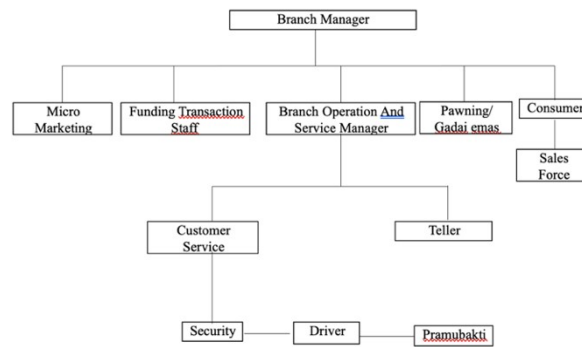 Branch Manager
Micro
Marketing
Funding Transaction
Staff
Branch Operation And
Service Manager
Pawning/
Gadai emas
Consumer
Sales
Force
Customer
Service
Teller
Security
Driver
Pramubakti